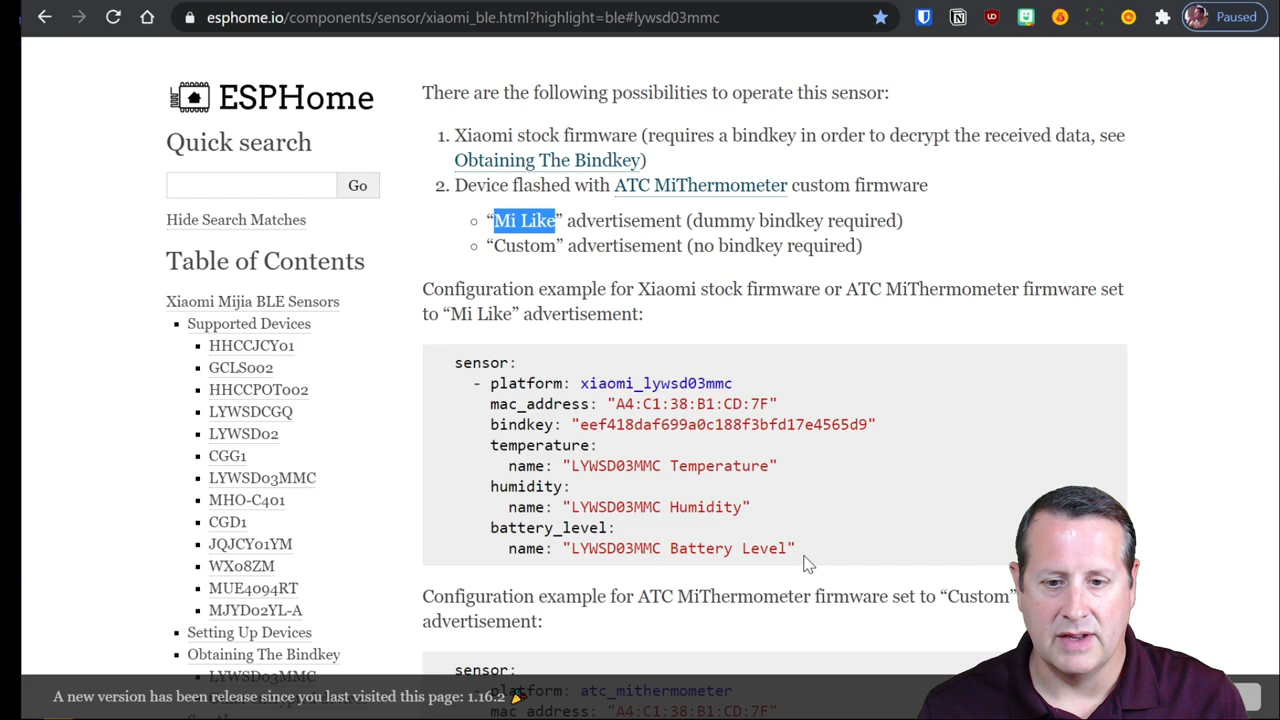 esphome.io/components/sensor/xiaomi_ble.html?highlight=ble#lywsd03mmc
Paused
ESPHome
Quick search
Go
Hide Search Matches
Table of Contents
Xiaomi Mijia BLE Sensors
Supported Devices
HHCCJCY01
GCLS002
HHCCPOT002
LYWSDCGQ
LYWSD02
CGG1
LYWSD03MMC
MHO-C401
CGD1
JQJCY01YM
WX08ZM
MUE4094RT
MJYD02YL-A
Setting Up Devices
Obtaining The Bindkey
LYWSD03MMC
There are the following possibilities to operate this sensor:
1. Xiaomi stock firmware (requires a bindkey in order to decrypt the received data, see
Obtaining The Bindkey)
2. Device flashed with ATC MiThermometer custom firmware
“Mi Like” advertisement (dummy bindkey required)
“Custom” advertisement (no bindkey required)
Configuration example for Xiaomi stock firmware or ATC MiThermometer firmware set
to “Mi Like” advertisement:
sensor:
- platform: xiaomi_lywsd03mmc
mac_address: "A4:C1:38:B1:CD:7F"
bindkey: "eef418daf699a0c188f3bfd17e4565d9"
temperature:
name: "LYWSD03MMC Temperature"
humidity:
name: "LYWSD03MMC Humidity"
battery_level:
name: "LYWSD03MMC Battery Level"
Configuration example for ATC MiThermometer firmware set to “Custom”
advertisement:
sensor:
platform: atc_mithermometer
mac_address: "A4:C1:38:B1:CD:7F"
A new version has been release since you last visited this page: 1.16.2